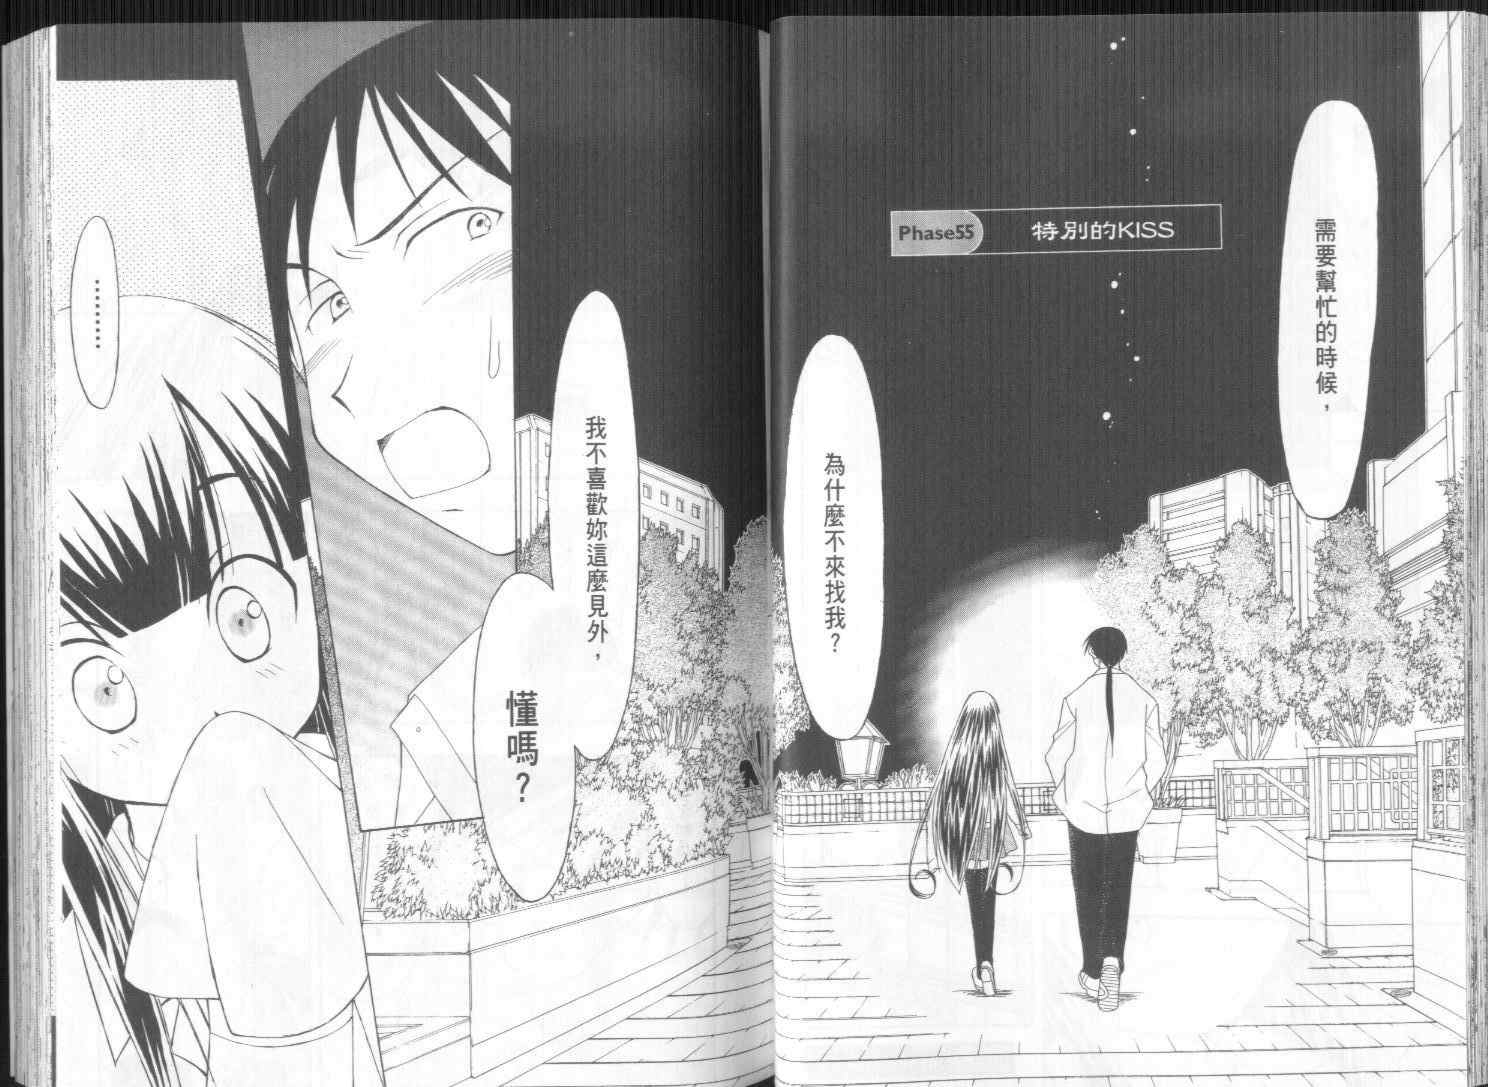 Phase55 特別的KISS
需要幫忙的時候，
為什麼不來找我？
我不喜歡妳這麼見外，
懂嗎？
………